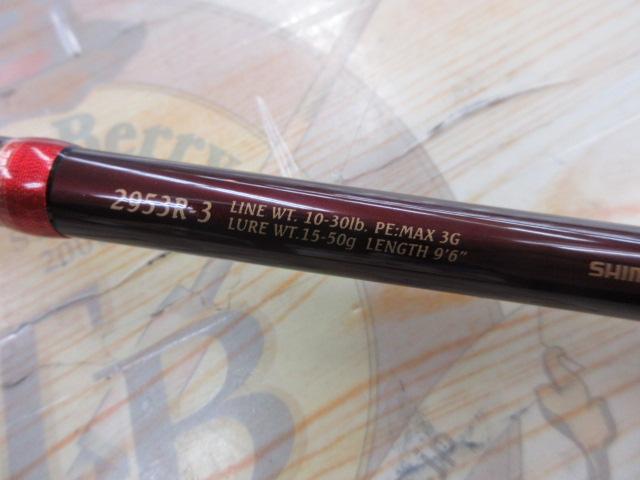 2953R-3 LINE WT. 10-30lb. PE:MAX 3G
LURE WT.15-50g LENGTH 9'6"
SHIM
Berry